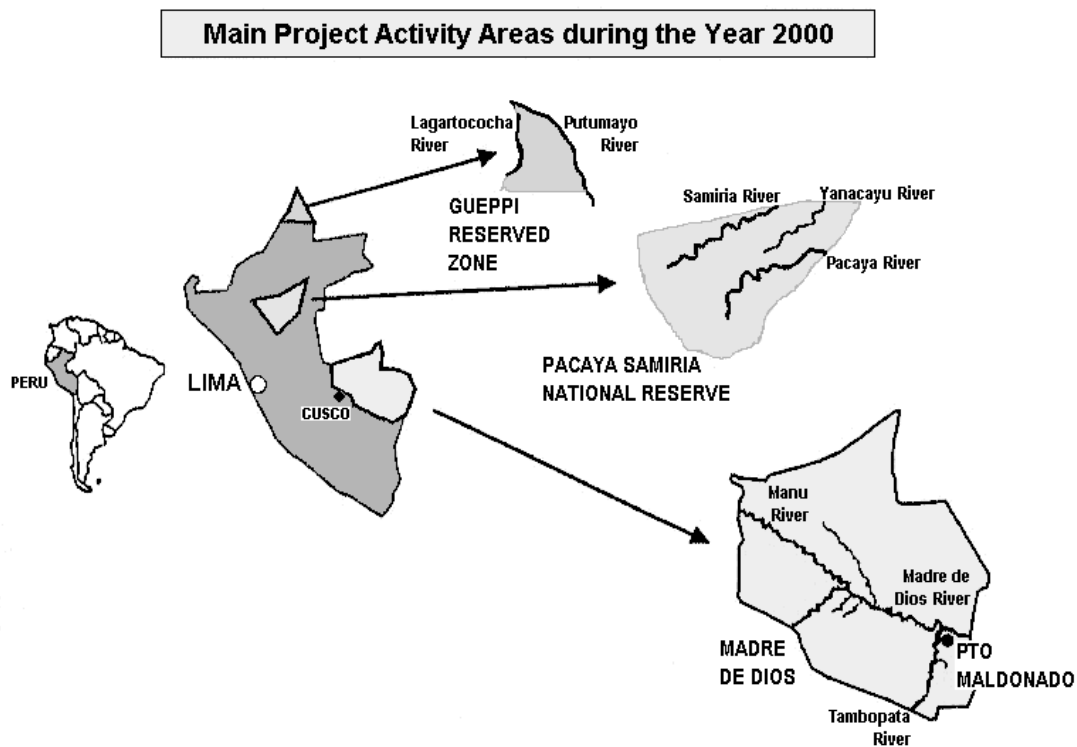 Main Project Activity Areas during the Year 2000
Lagartococha
River
Putumayo
River
GUEPPI
RESERVED
ZONE
Samiria River
Yanacayu River
Pacaya River
PACAYA SAMIRIA
NATIONAL RESERVE
PERU
LIMA
CUSCO
Manu
River
Madre de
Dios River
MADRE
DE DIOS
PTO
MALDONADO
Tambopata
River